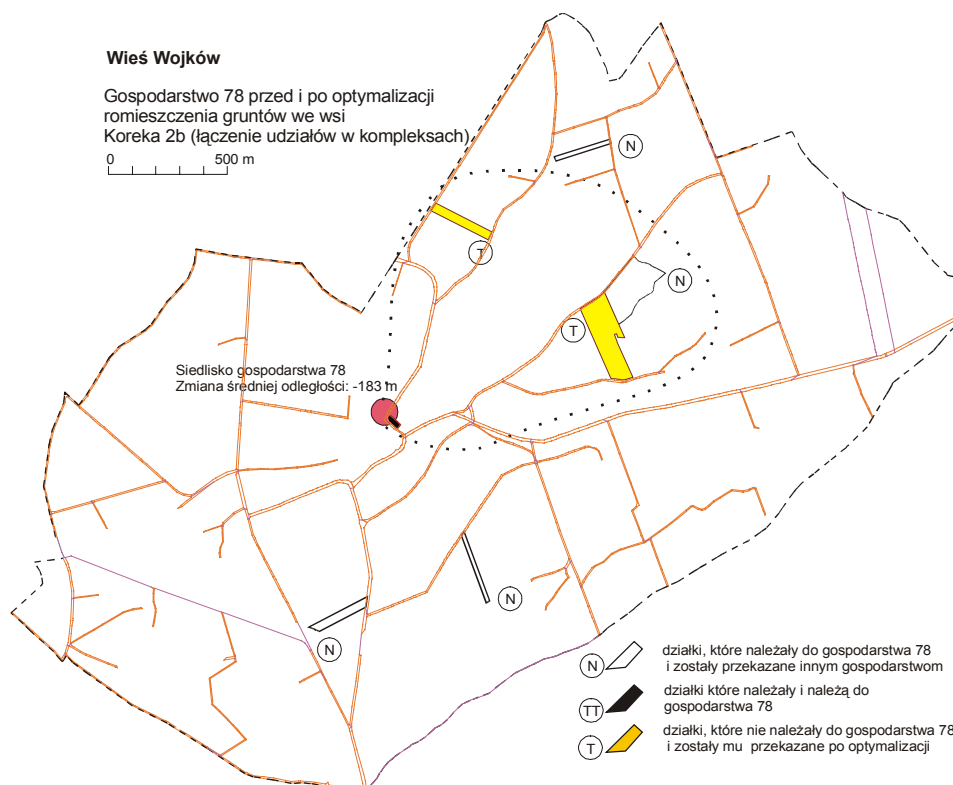 Wieś Wojków
Gospodarstwo 78 przed i po optymalizacji
romieszczenia gruntów we wsi
Koreka 2b (łączenie udziałów w kompleksach)
0 500 m
N
T
N
T
Siedlisko gospodarstwa 78
Zmiana średniej odległości: -183 m
N
N
N działki, które należały do gospodarstwa 78
i zostały przekazane innym gospodarstwom
TT działki które należały i należą do
gospodarstwa 78
T działki, które nie należały do gospodarstwa 78
i zostały mu przekazane po optymalizacji